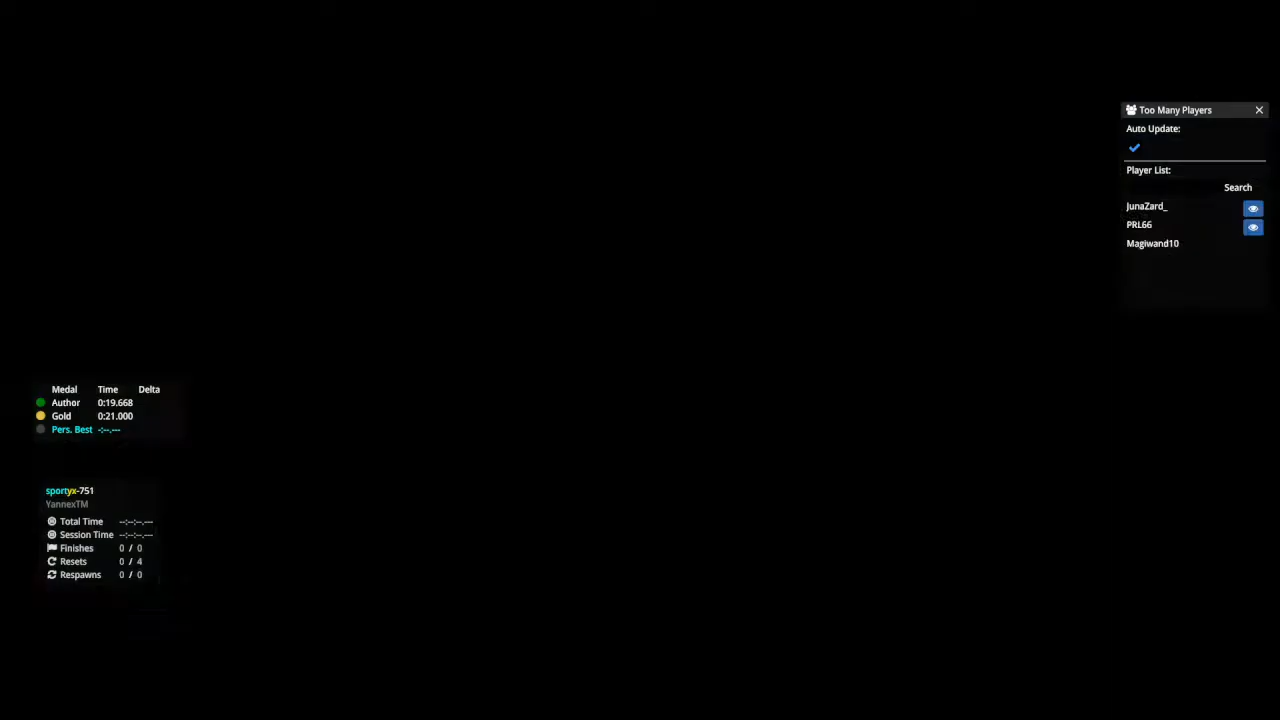 Too Many Players
Auto Update:
Player List:
Search
JunaZard_
PRL66
Magiwand10
Medal Time Delta
Author 0:19.668
Gold 0:21.000
Pers. Best -:--.---
sportyx-751
YannexTM
Total Time --:--:--.---
Session Time --:--:--.---
Finishes 0 / 0
Resets 0 / 4
Respawns 0 / 0